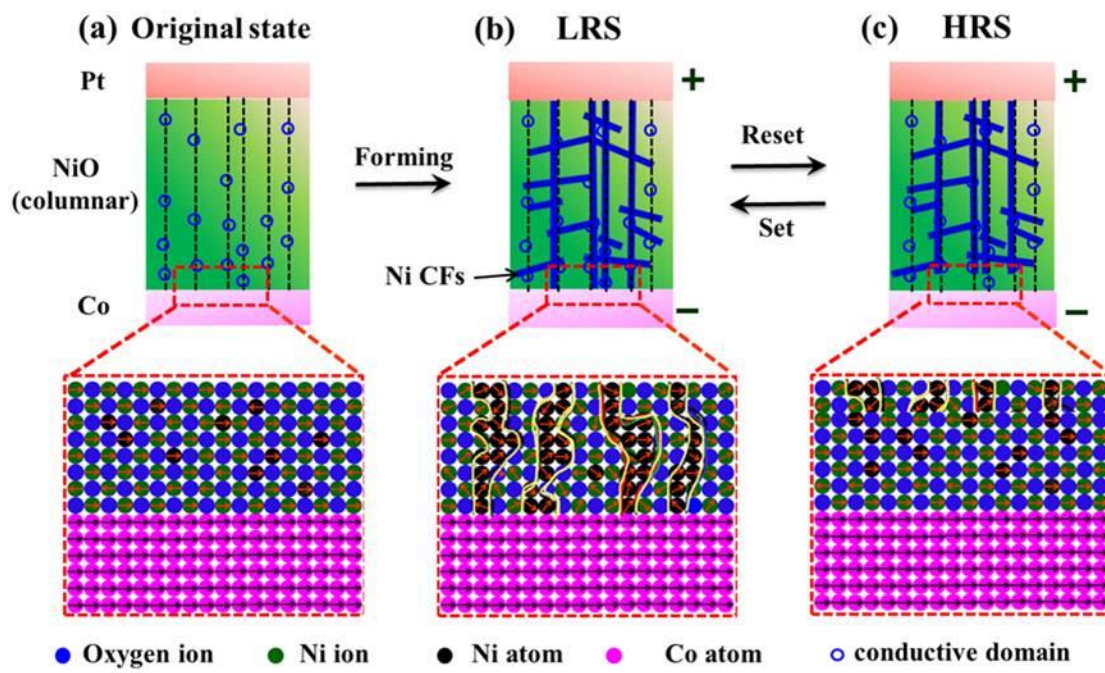 (a) Original state
(b) LRS
(c) HRS
Pt
+
+
NiO
(columnar)
Forming
Reset
Set
Ni CFs
Co
−
−
Oxygen ion
Ni ion
Ni atom
Co atom
conductive domain